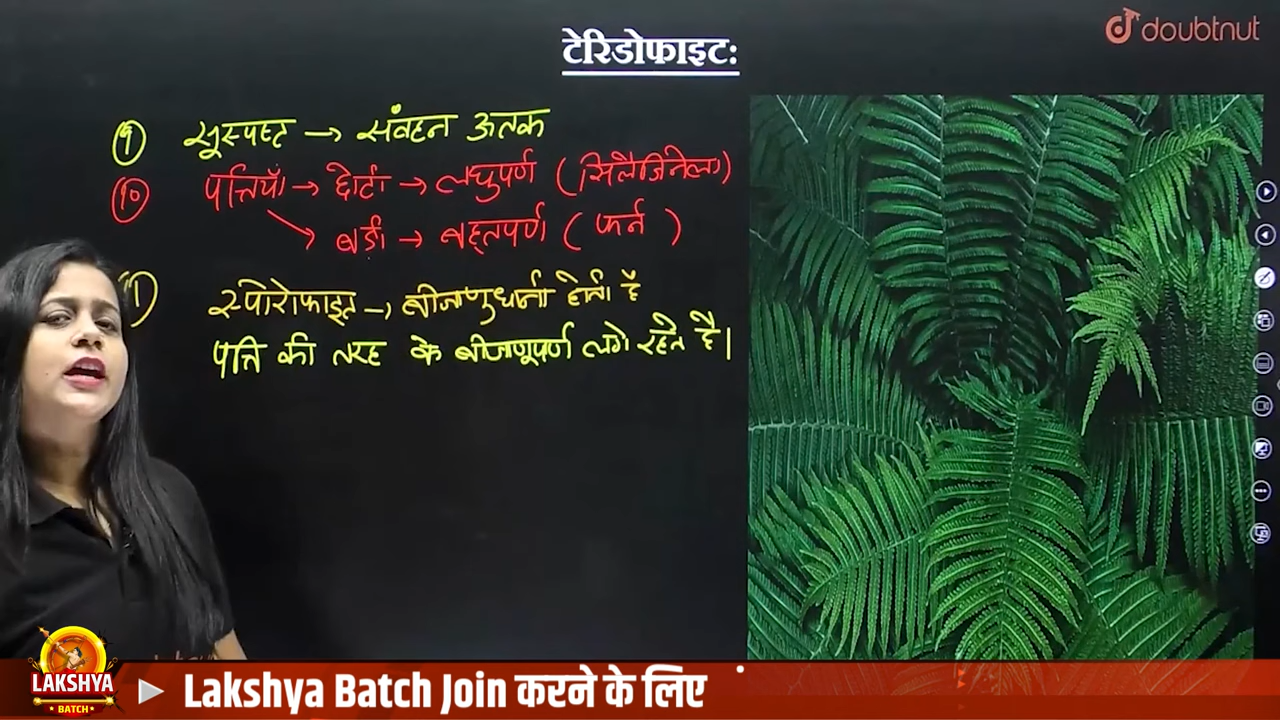 doubtnut
टेरिडोफाइटः
9 सुस्पष्ट → संवहन ऊतक
10 पत्तियाँ → छोटी → लघुपर्ण (सिलैजिनेला)
बड़ी → बहतपर्ण ( फर्न )
11) स्पोरोफाइट → बीजाणुधानी होती है
पत्ति की तरह के बीजाणुपर्ण लगे रहते है।
LAKSHYA
BATCH
Lakshya Batch Join करने के लिए